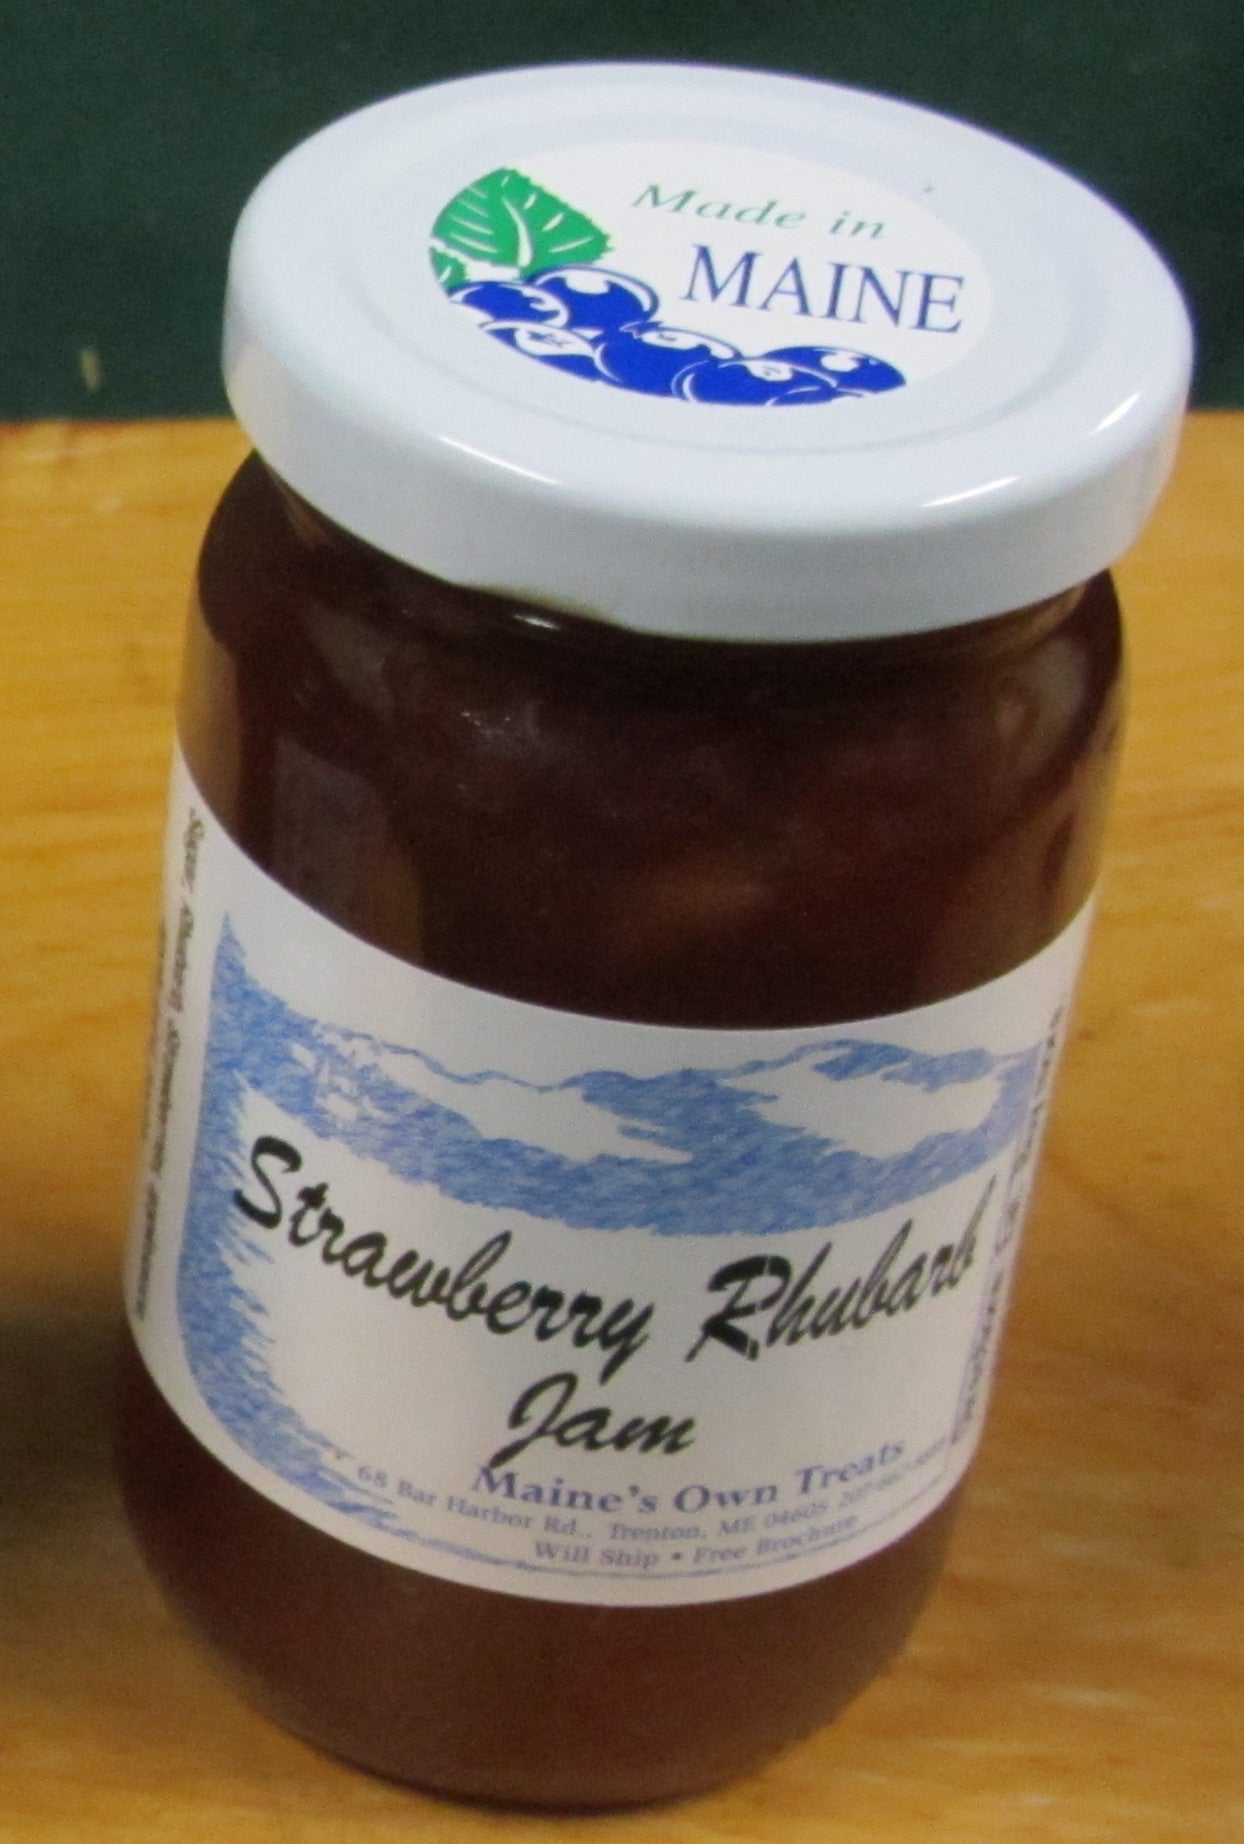 Made in
MAINE
Strawberry Rhubarb
Jam
Maine's Own Treats
68 Bar Harbor Rd., Trenton, ME 04605
Will Ship • Free Brochure